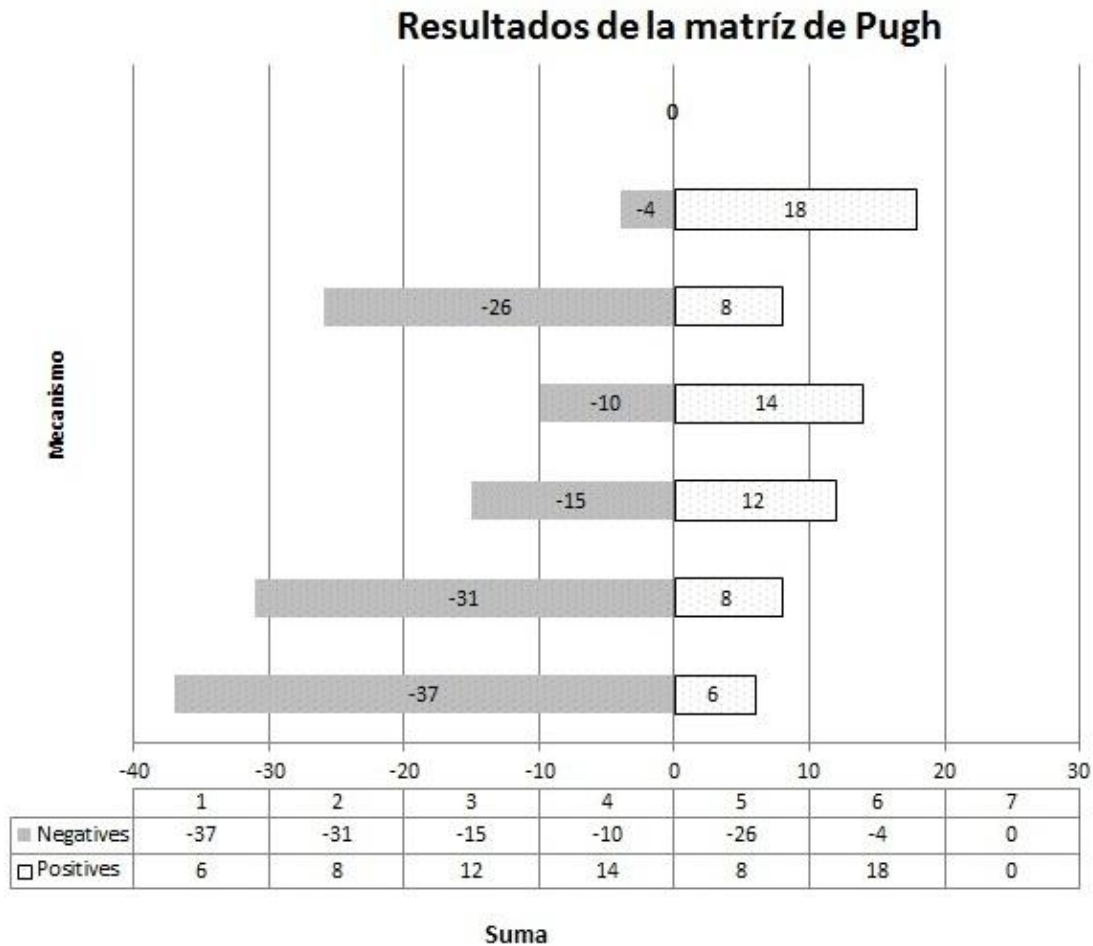 Resultados de la matríz de Pugh
0
-4 18
-26 8
Mecanismo
-10 14
-15 12
-31 8
-37 6
-40 -30 -20 -10 0 10 20 30
1 2 3 4 5 6 7
Negatives -37 -31 -15 -10 -26 -4 0
Positives 6 8 12 14 8 18 0
Suma